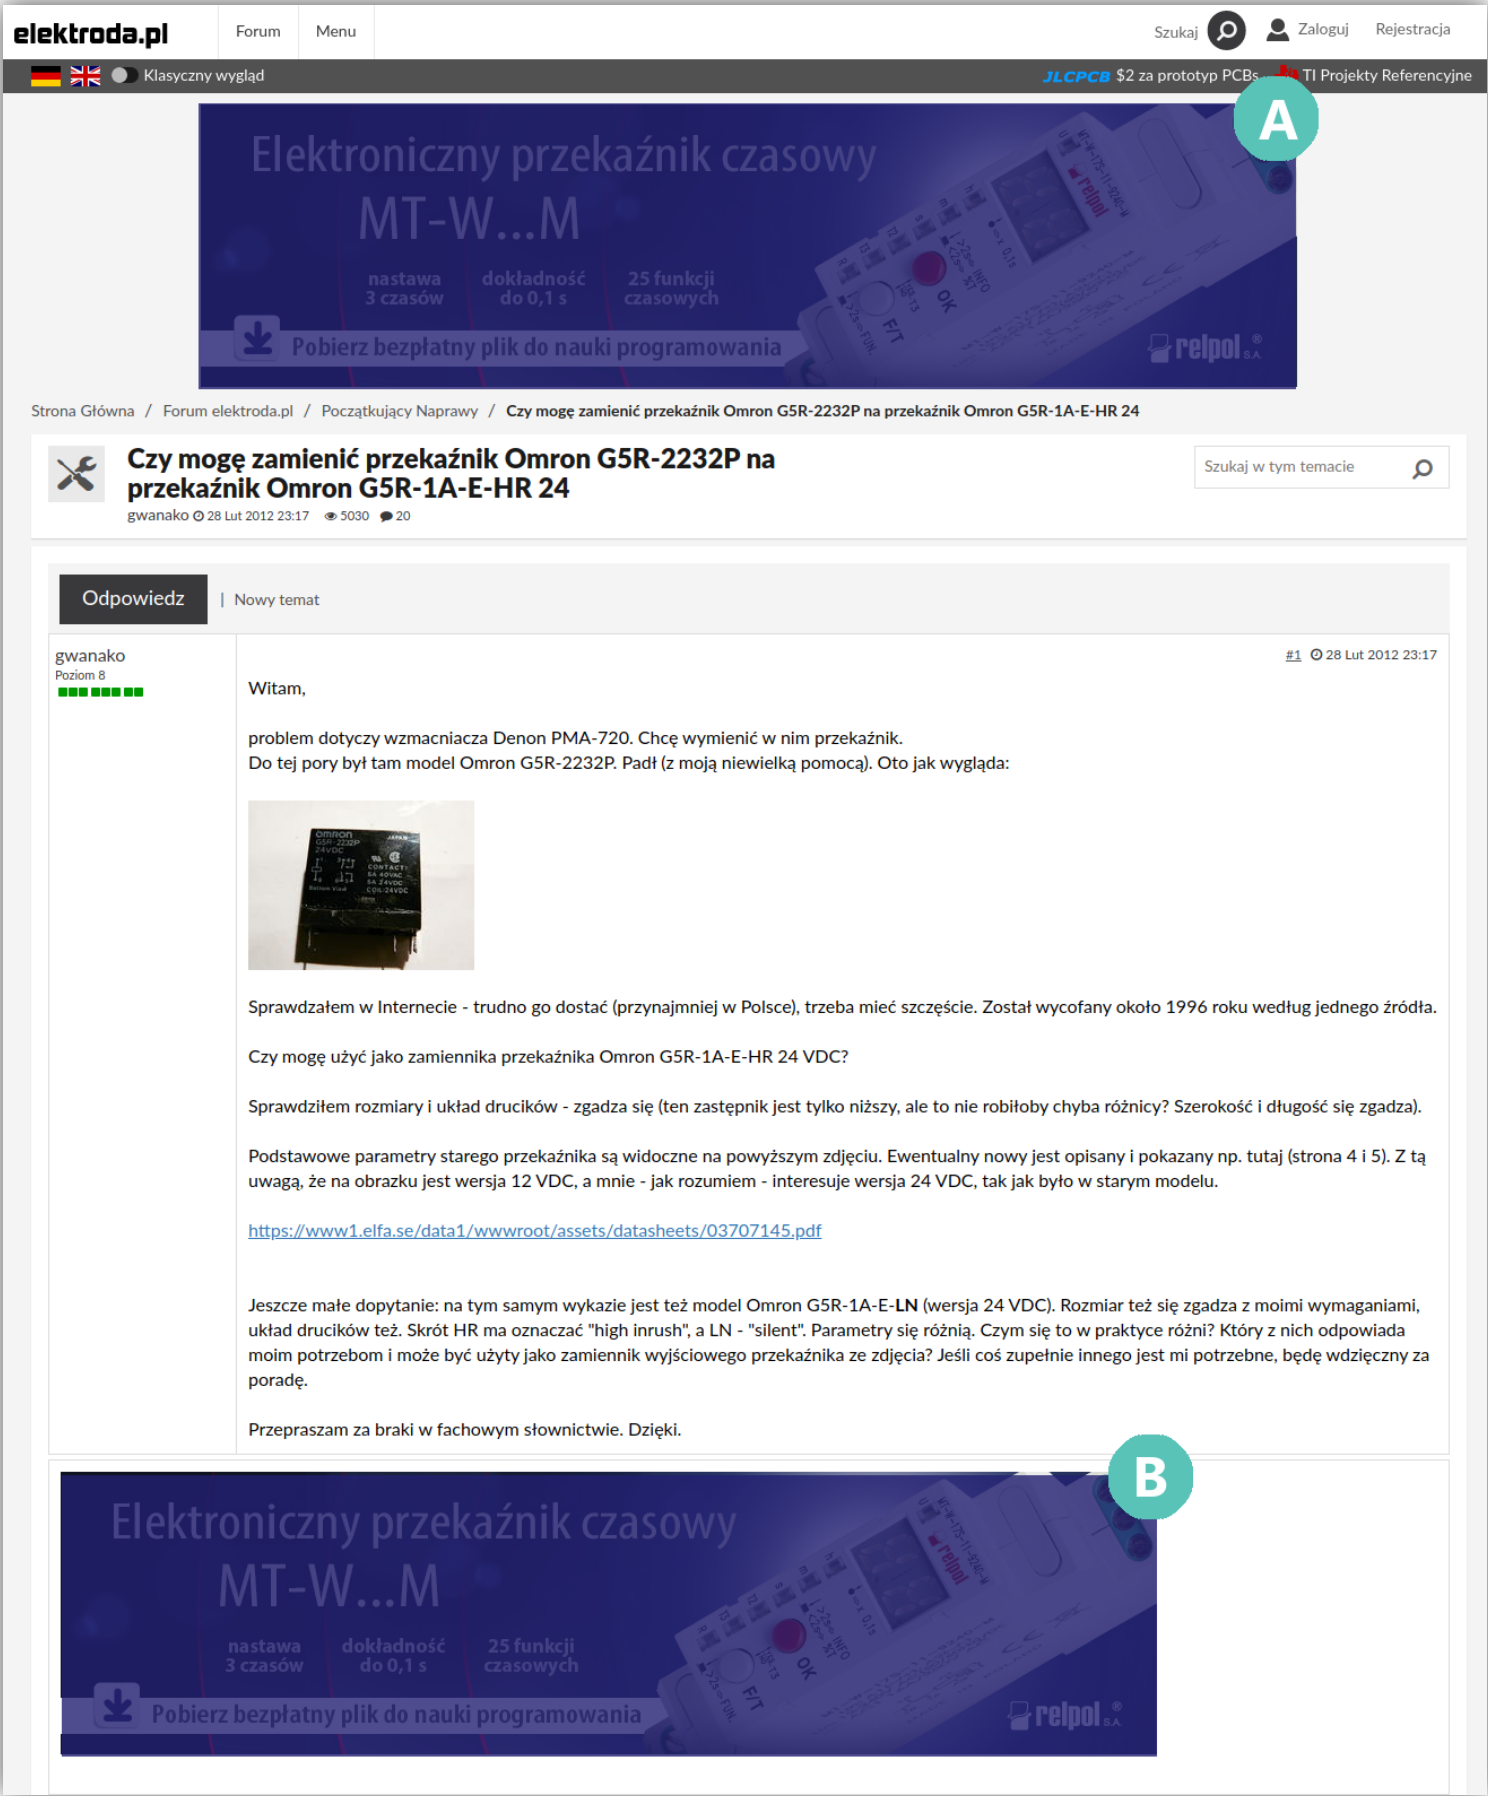 elektroda.pl
Forum
Menu
Szukaj
Zaloguj
Rejestracja
Klasyczny wygląd
JLCPCB $2 za prototyp PCBs
TI Projekty Referencyjne
A
Elektroniczny przekaźnik czasowy
MT-W...M
nastawa
3 czasów
dokładność
do 0,1 s
25 funkcji
czasowych
Pobierz bezpłatny plik do nauki programowania
relpol ® S.A.
Strona Główna / Forum elektroda.pl / Początkujący Naprawy / Czy mogę zamienić przekaźnik Omron G5R-2232P na przekaźnik Omron G5R-1A-E-HR 24
Czy mogę zamienić przekaźnik Omron G5R-2232P na
przekaźnik Omron G5R-1A-E-HR 24
gwanako 28 Lut 2012 23:17 5030 20
Szukaj w tym temacie
Odpowiedz | Nowy temat
gwanako
Poziom 8
#1 28 Lut 2012 23:17
Witam,
problem dotyczy wzmacniacza Denon PMA-720. Chcę wymienić w nim przekaźnik.
Do tej pory był tam model Omron G5R-2232P. Padł (z moją niewielką pomocą). Oto jak wygląda:
omron
JAPAN
G5R-2232P
24VDC
CONTACT:
5A 40VAC
5A 24VDC
COIL:24VDC
Sprawdzałem w Internecie - trudno go dostać (przynajmniej w Polsce), trzeba mieć szczęście. Został wycofany około 1996 roku według jednego źródła.
Czy mogę użyć jako zamiennika przekaźnika Omron G5R-1A-E-HR 24 VDC?
Sprawdziłem rozmiary i układ drucików - zgadza się (ten zastępnik jest tylko niższy, ale to nie robiłoby chyba różnicy? Szerokość i długość się zgadza).
Podstawowe parametry starego przekaźnika są widoczne na powyższym zdjęciu. Ewentualny nowy jest opisany i pokazany np. tutaj (strona 4 i 5). Z tą
uwagą, że na obrazku jest wersja 12 VDC, a mnie - jak rozumiem - interesuje wersja 24 VDC, tak jak było w starym modelu.
https://www1.elfa.se/data1/wwwroot/assets/datasheets/03707145.pdf
Jeszcze małe dopytanie: na tym samym wykazie jest też model Omron G5R-1A-E-LN (wersja 24 VDC). Rozmiar też się zgadza z moimi wymaganiami,
układ drucików też. Skrót HR ma oznaczać "high inrush", a LN - "silent". Parametry się różnią. Czym się to w praktyce różni? Który z nich odpowiada
moim potrzebom i może być użyty jako zamiennik wyjściowego przekaźnika ze zdjęcia? Jeśli coś zupełnie innego jest mi potrzebne, będę wdzięczny za
poradę.
Przepraszam za braki w fachowym słownictwie. Dzięki.
B
Elektroniczny przekaźnik czasowy
MT-W...M
nastawa
3 czasów
dokładność
do 0,1 s
25 funkcji
czasowych
Pobierz bezpłatny plik do nauki programowania
relpol ® S.A.